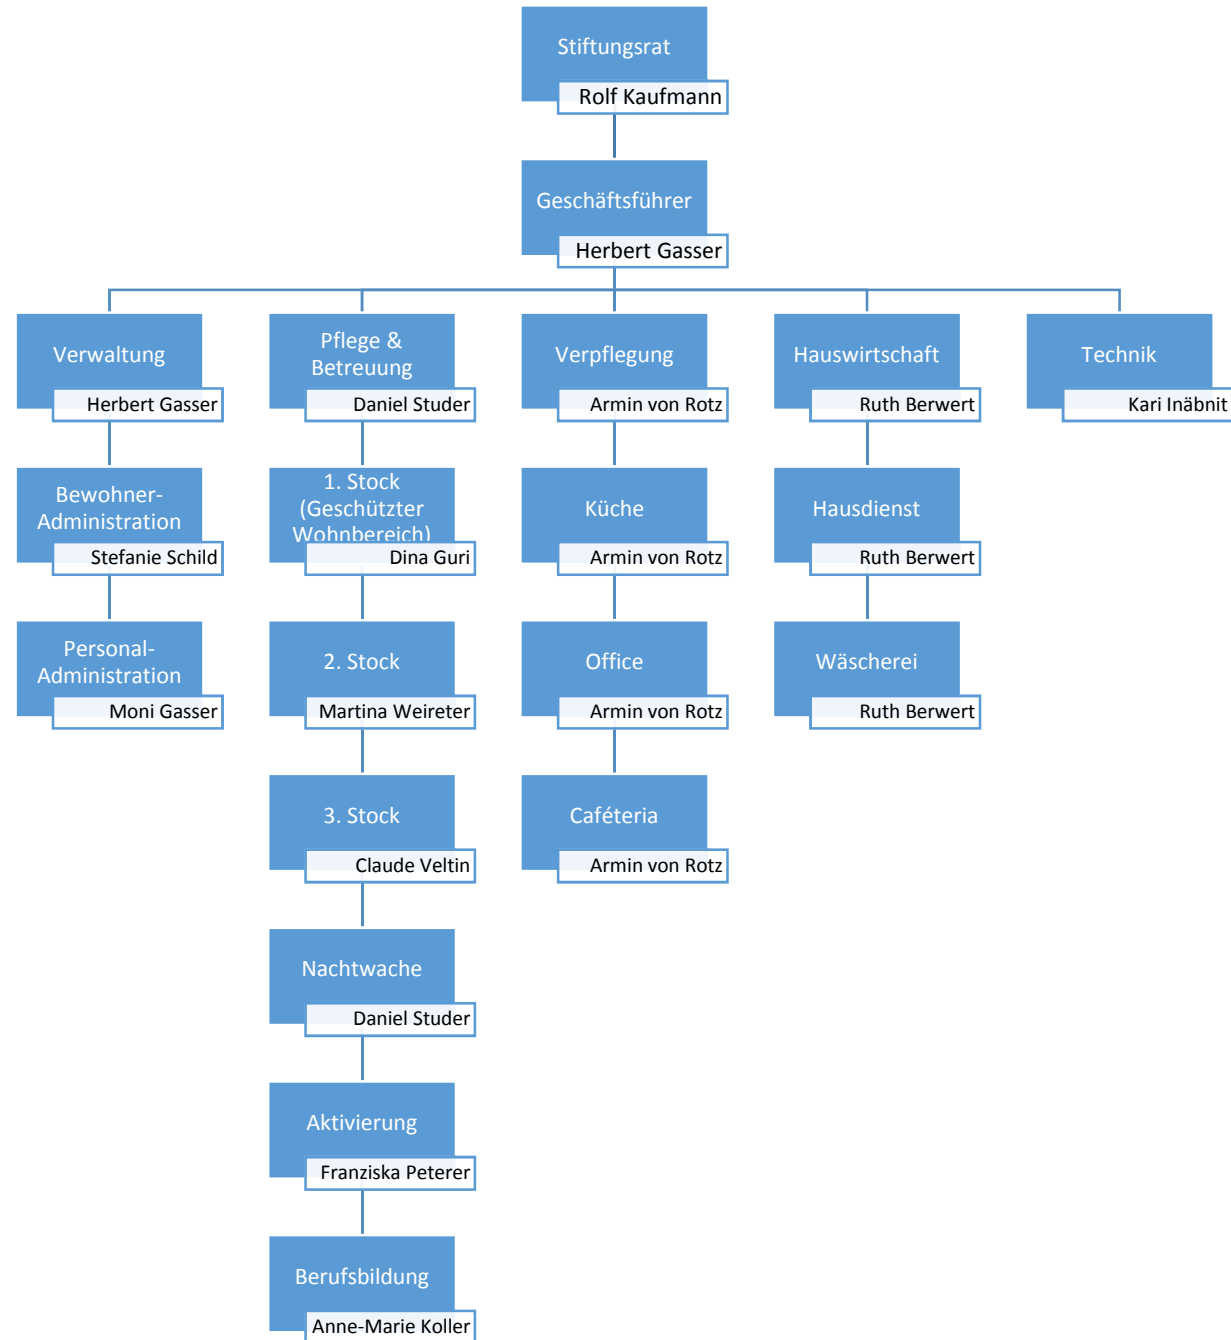 Stiftungsrat
Rolf Kaufmann
Geschäftsführer
Herbert Gasser
Verwaltung
Herbert Gasser
Pflege &
Betreuung
Daniel Studer
Verpflegung
Armin von Rotz
Hauswirtschaft
Ruth Berwert
Technik
Kari Inäbnit
Bewohner-
Administration
Stefanie Schild
1. Stock
(Geschützter
Wohnbereich)
Dina Guri
Küche
Armin von Rotz
Hausdienst
Ruth Berwert
Personal-
Administration
Moni Gasser
2. Stock
Martina Weireter
Office
Armin von Rotz
Wäscherei
Ruth Berwert
3. Stock
Claude Veltin
Caféteria
Armin von Rotz
Nachtwache
Daniel Studer
Aktivierung
Franziska Peterer
Berufsbildung
Anne-Marie Koller